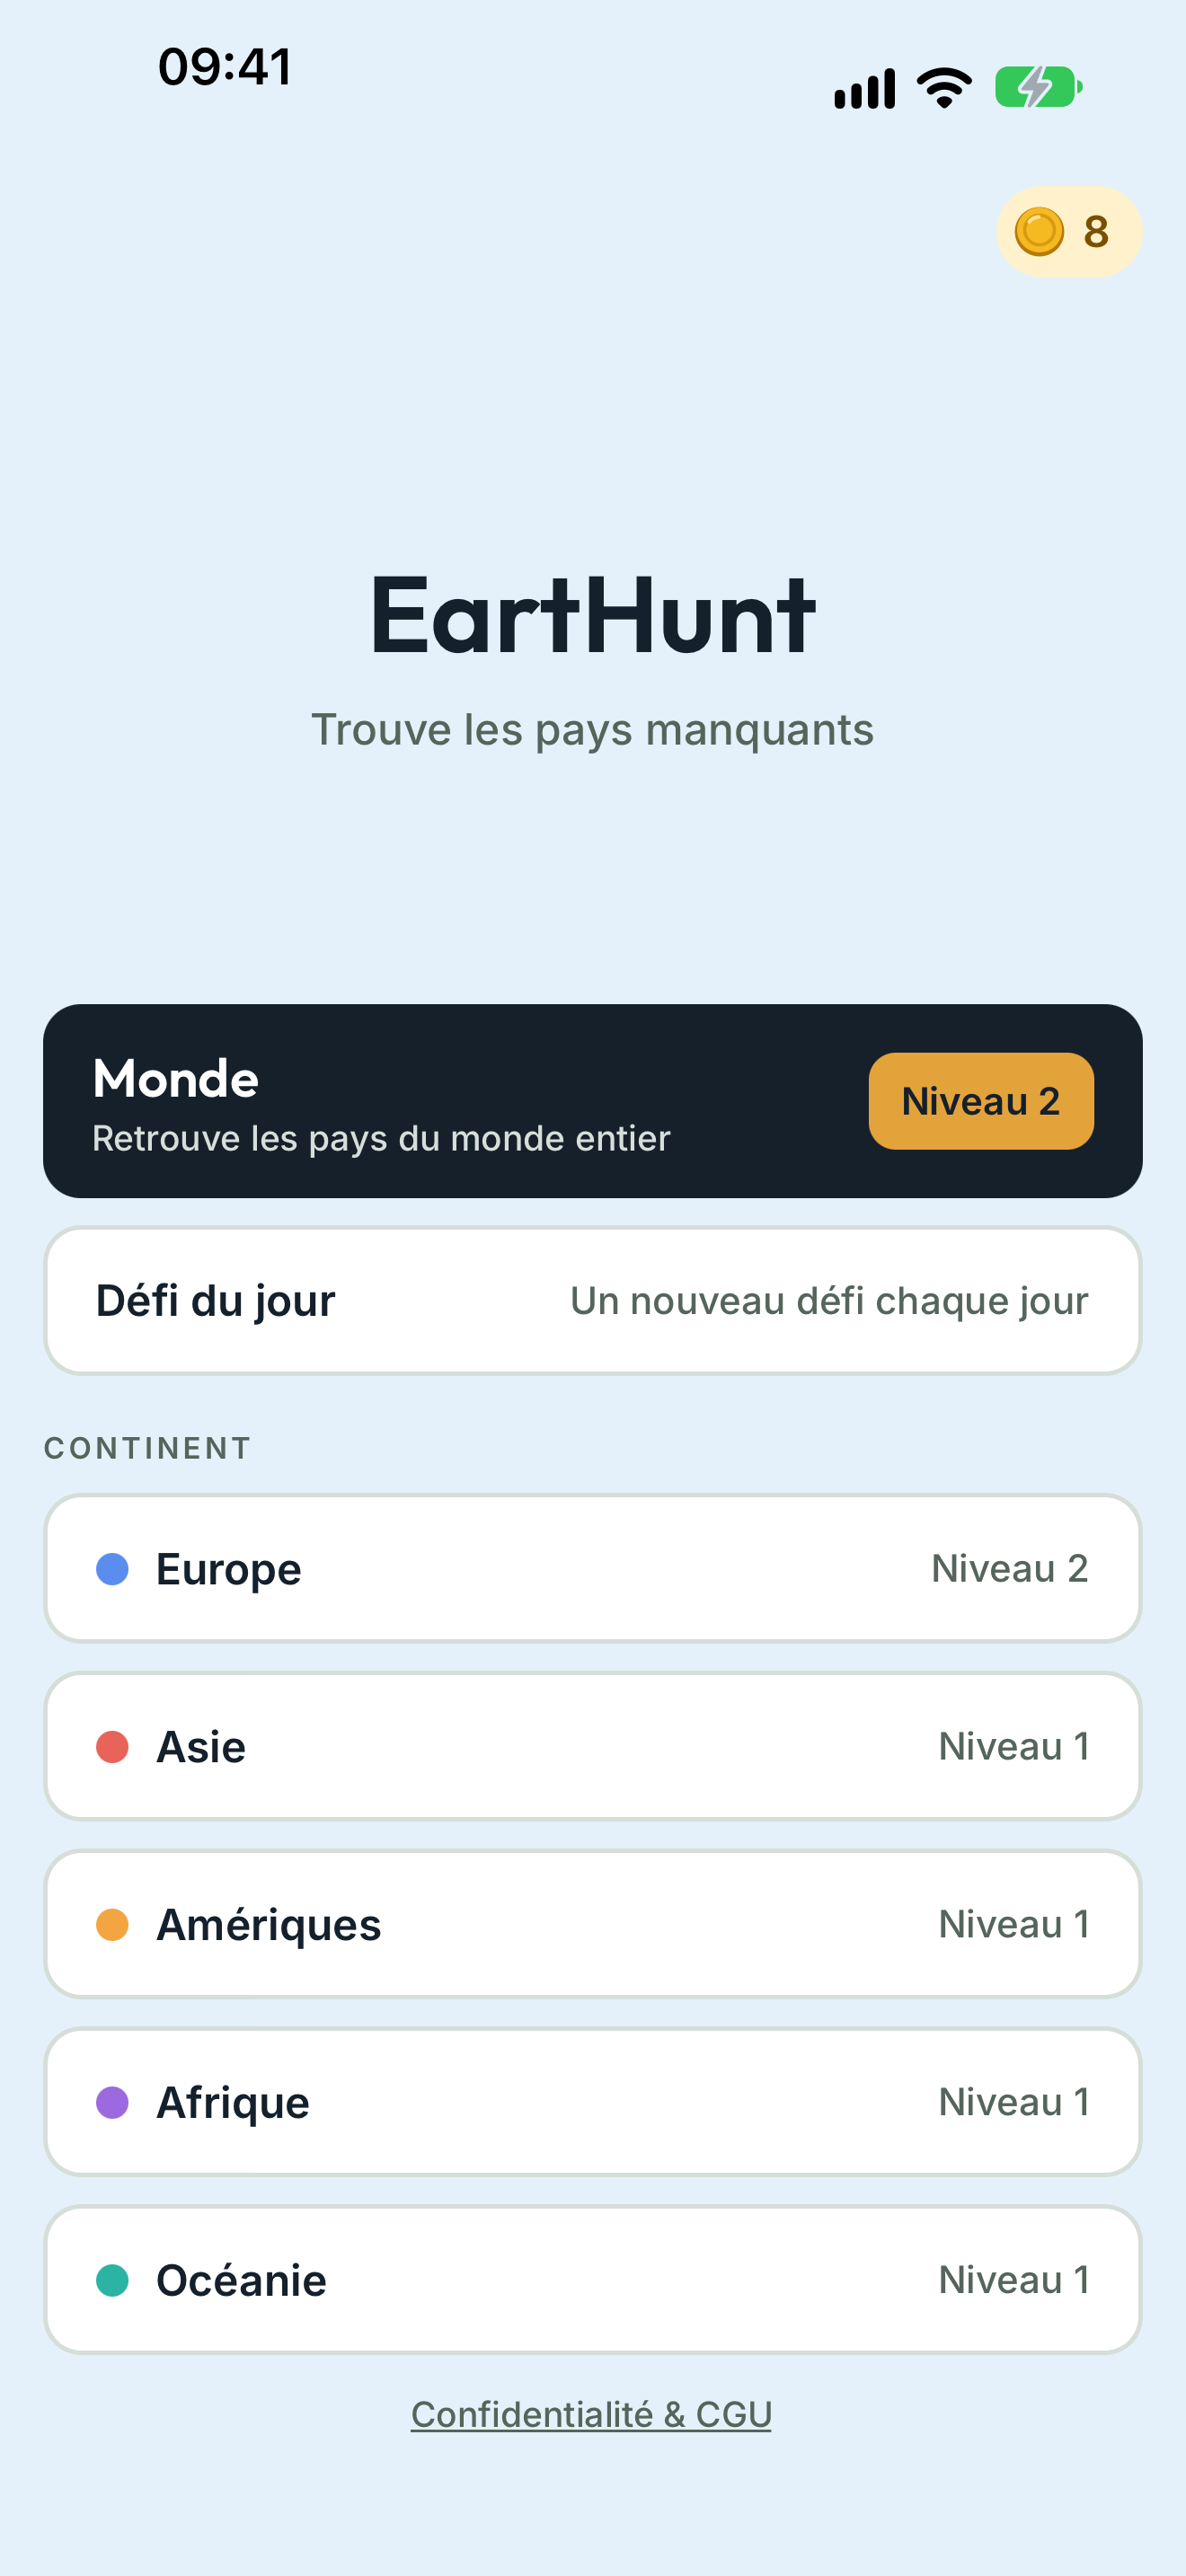 09:41
8
EartHunt
Trouve les pays manquants
Monde
Niveau 2
Retrouve les pays du monde entier
Défi du jour
Un nouveau défi chaque jour
CONTINENT
Europe
Niveau 2
Asie
Niveau 1
Amériques
Niveau 1
Afrique
Niveau 1
Océanie
Niveau 1
Confidentialité & CGU